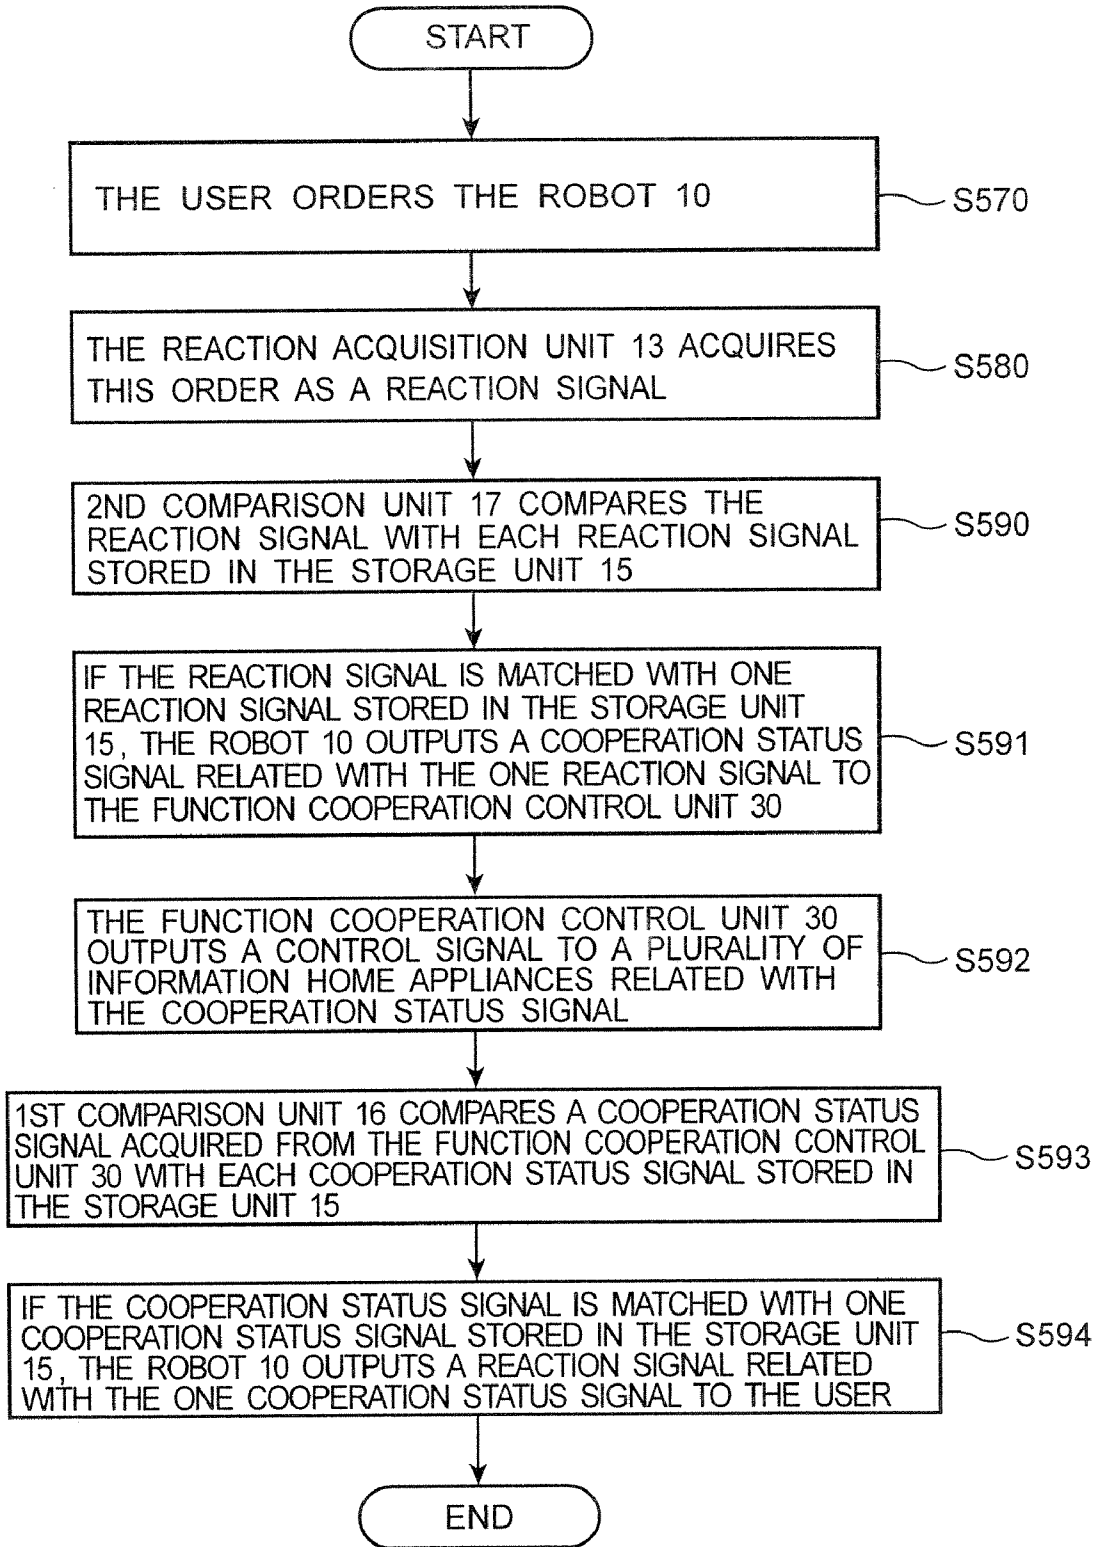 START
THE USER ORDERS THE ROBOT 10
S570
THE REACTION ACQUISITION UNIT 13 ACQUIRES
THIS ORDER AS A REACTION SIGNAL
S580
2ND COMPARISON UNIT 17 COMPARES THE
REACTION SIGNAL WITH EACH REACTION SIGNAL
STORED IN THE STORAGE UNIT 15
S590
IF THE REACTION SIGNAL IS MATCHED WITH ONE
REACTION SIGNAL STORED IN THE STORAGE UNIT
15, THE ROBOT 10 OUTPUTS A COOPERATION STATUS
SIGNAL RELATED WITH THE ONE REACTION SIGNAL TO
THE FUNCTION COOPERATION CONTROL UNIT 30
S591
THE FUNCTION COOPERATION CONTROL UNIT 30
OUTPUTS A CONTROL SIGNAL TO A PLURALITY OF
INFORMATION HOME APPLIANCES RELATED WITH
THE COOPERATION STATUS SIGNAL
S592
1ST COMPARISON UNIT 16 COMPARES A COOPERATION STATUS
SIGNAL ACQUIRED FROM THE FUNCTION COOPERATION CONTROL
UNIT 30 WITH EACH COOPERATION STATUS SIGNAL STORED IN
THE STORAGE UNIT 15
S593
IF THE COOPERATION STATUS SIGNAL IS MATCHED WITH ONE
COOPERATION STATUS SIGNAL STORED IN THE STORAGE UNIT
15, THE ROBOT 10 OUTPUTS A REACTION SIGNAL RELATED
WITH THE ONE COOPERATION STATUS SIGNAL TO THE USER
S594
END